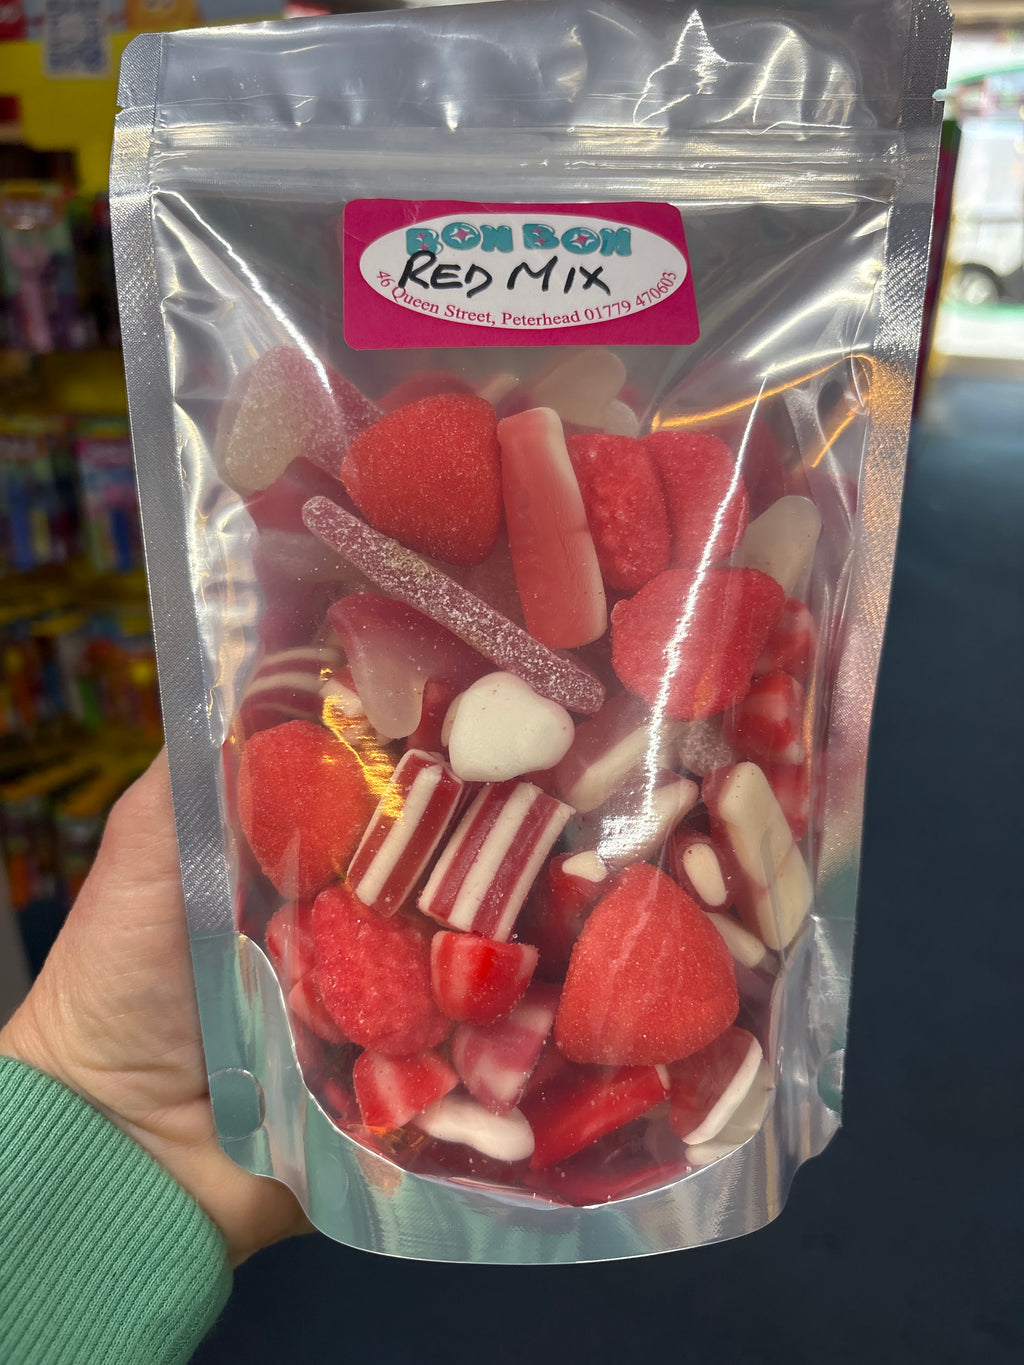 BON BON
RED MIX
46 Queen Street, Peterhead 01779 470603